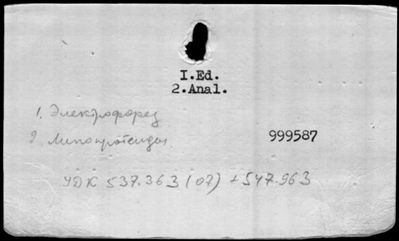 I.Ed.
2.Anal.
1. Электрофорез
2. Липопротеиды
999587
УДК 537.363(07) + 547.963